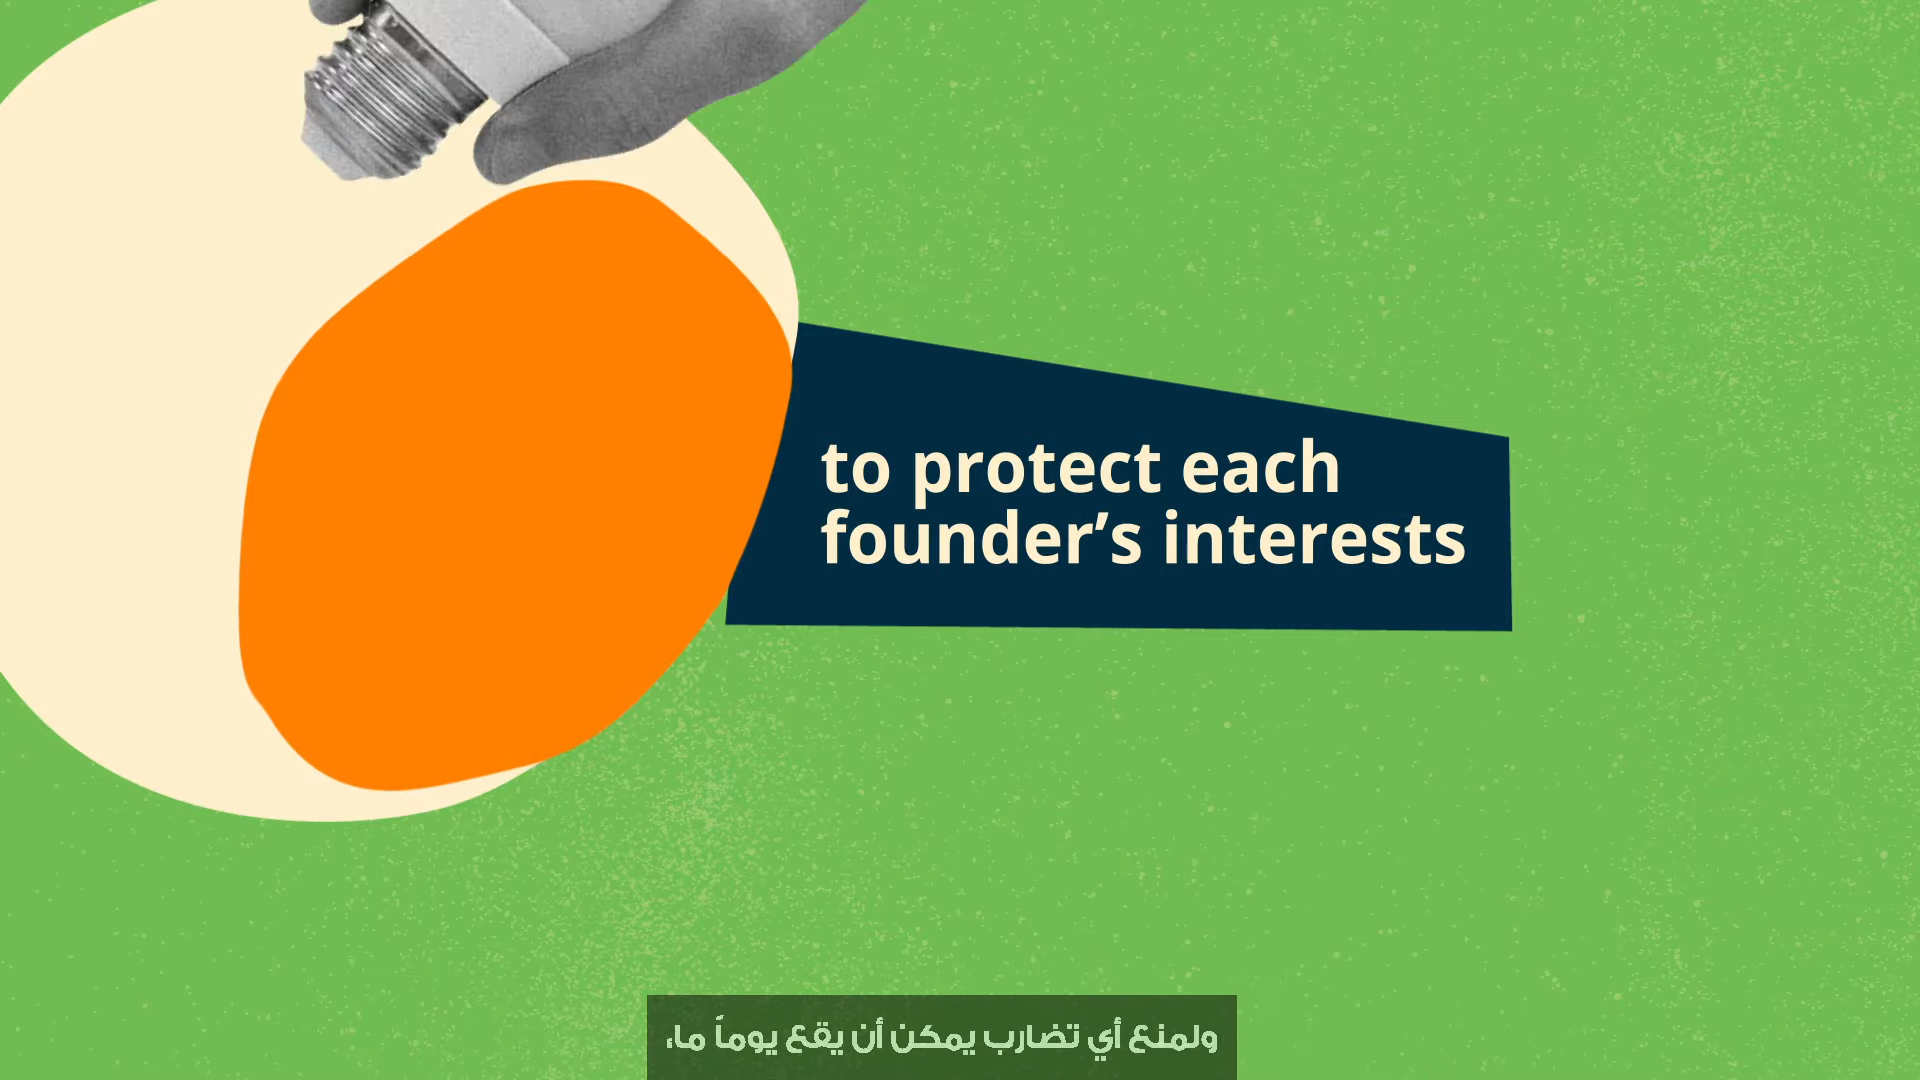 to protect each
founder’s interests
ولمنع أي تضارب يمكن أن يقع يوماً ما،